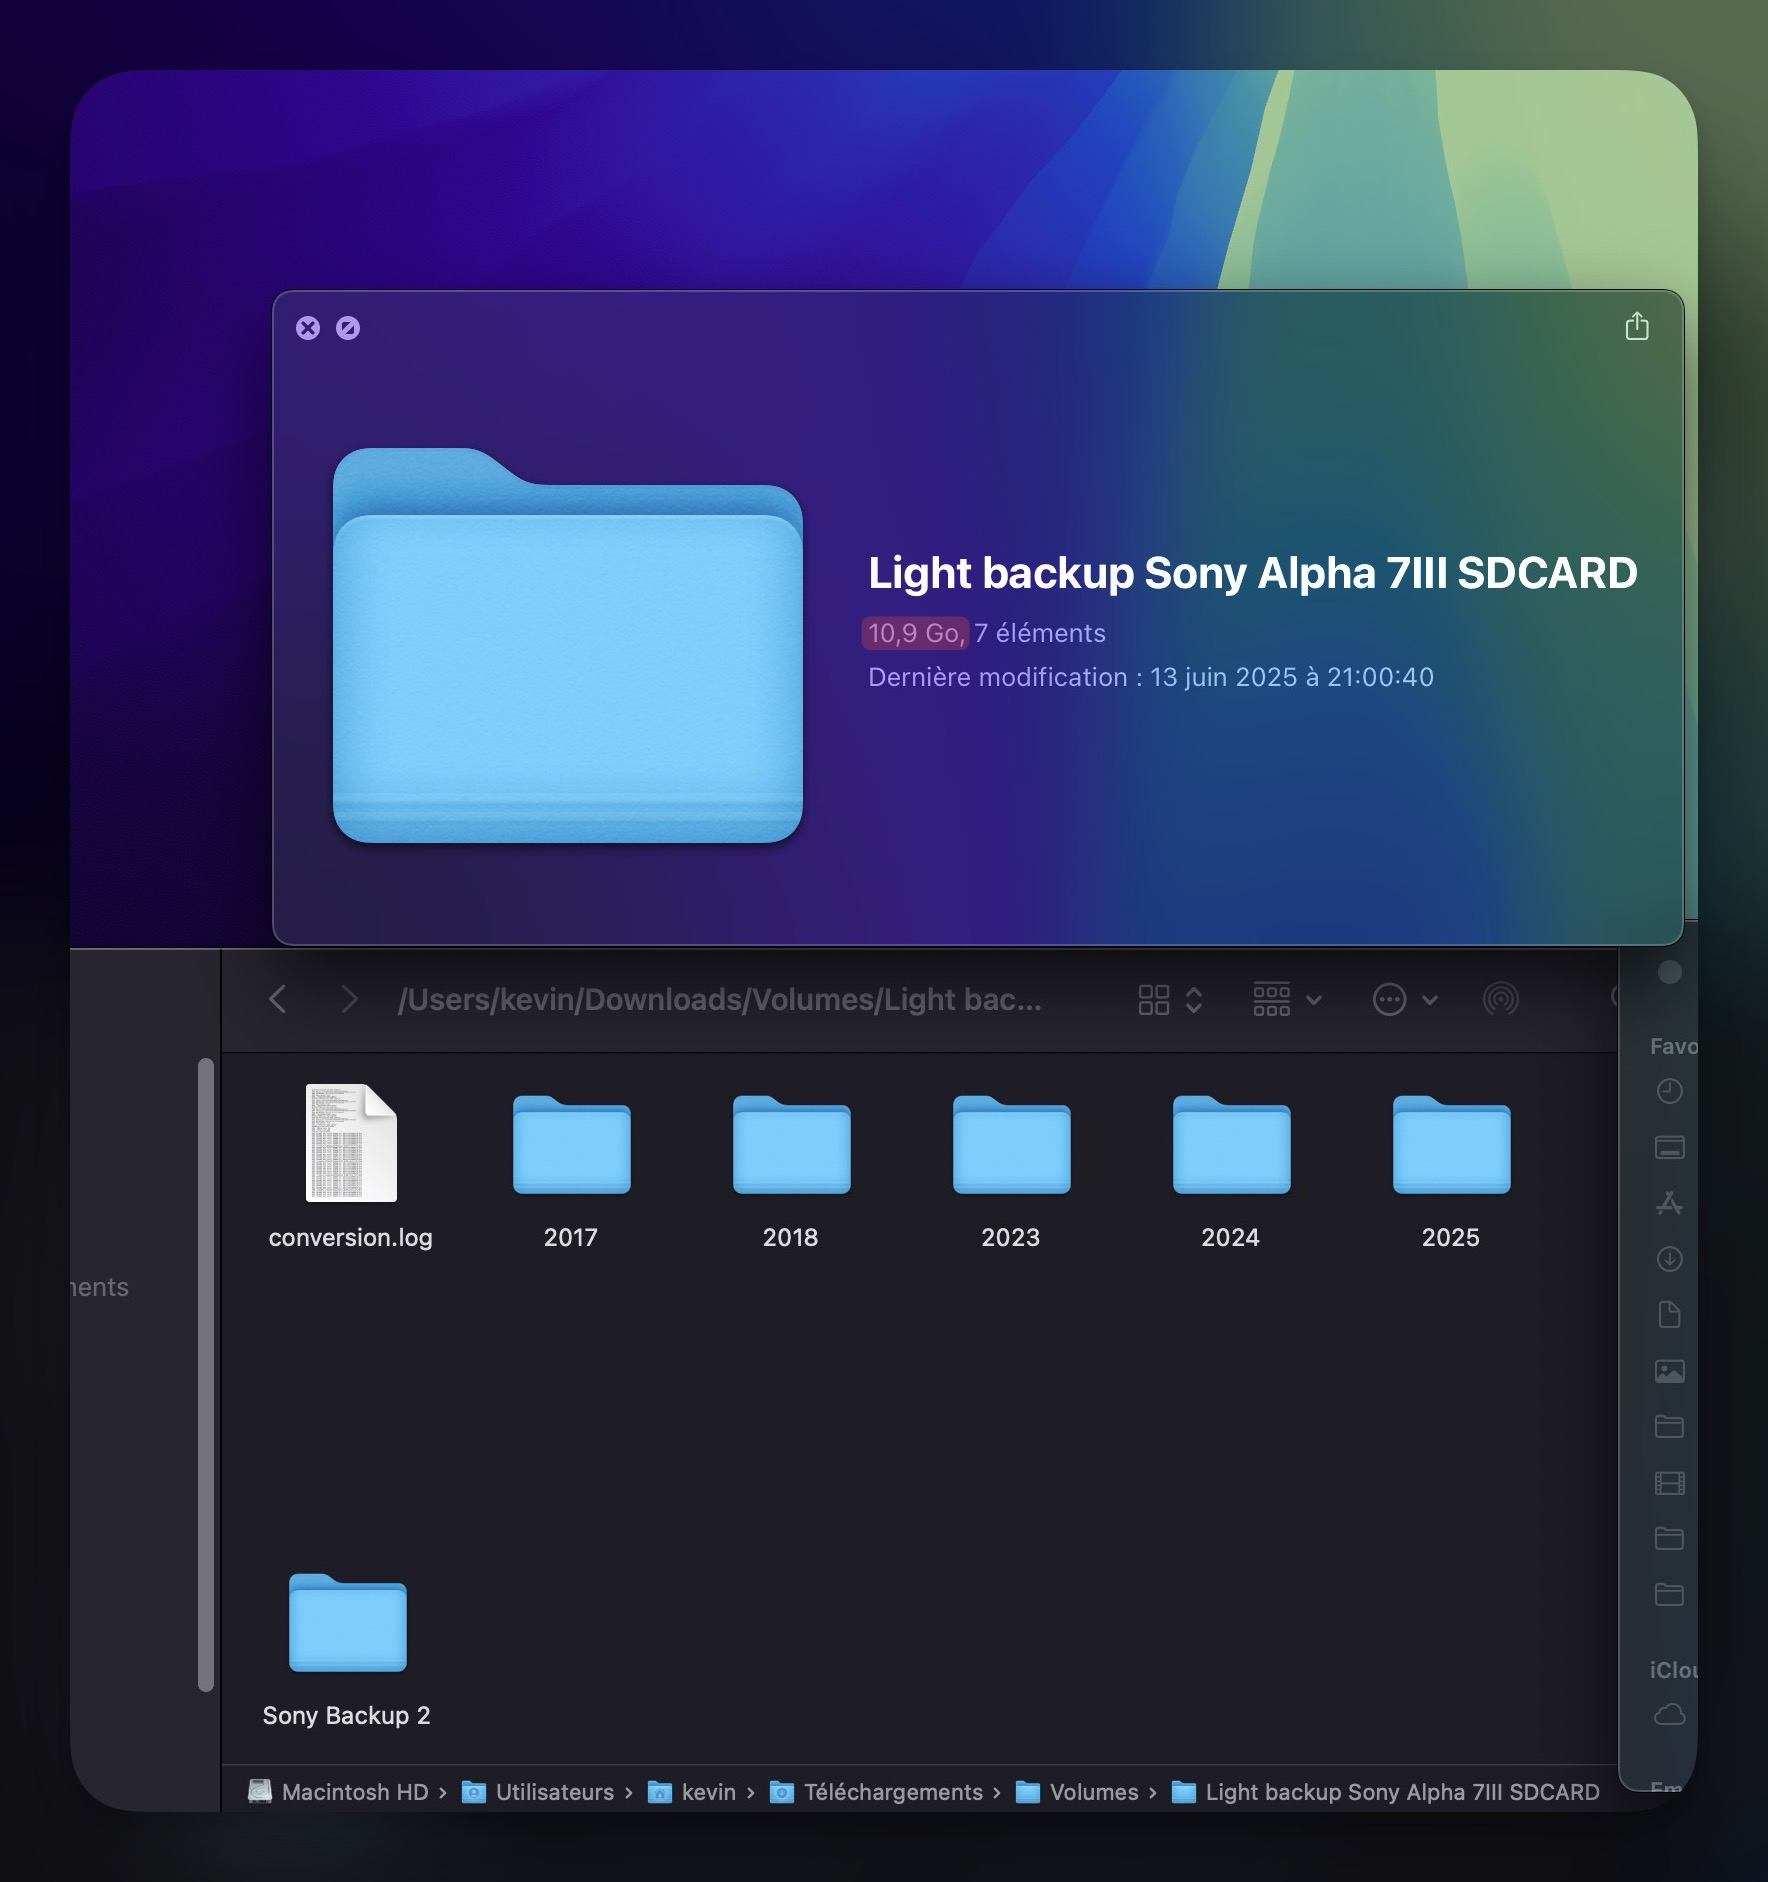 Light backup Sony Alpha 7III SDCARD
10,9 Go, 7 éléments
Dernière modification : 13 juin 2025 à 21:00:40
/Users/kevin/Downloads/Volumes/Light bac...
Favo
conversion.log
2017
2018
2023
2024
2025
ents
iClou
Sony Backup 2
Macintosh HD › Utilisateurs › kevin › Téléchargements › Volumes › Light backup Sony Alpha 7III SDCARD